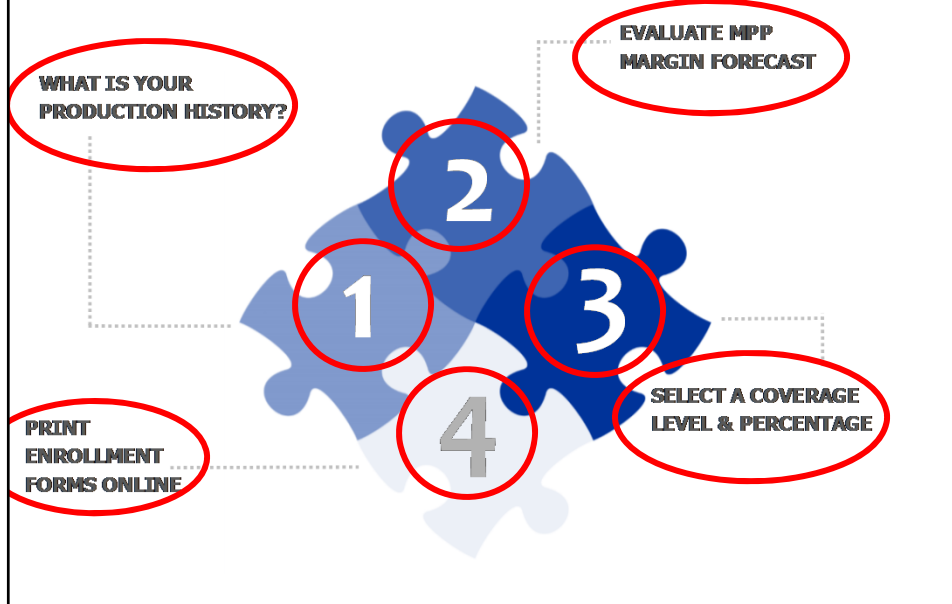 WHAT IS YOUR
PRODUCTION HISTORY?
EVALUATE MPP
MARGIN FORECAST
2
1
3
SELECT A COVERAGE
LEVEL & PERCENTAGE
4
PRINT
ENROLLMENT
FORMS ONLINE